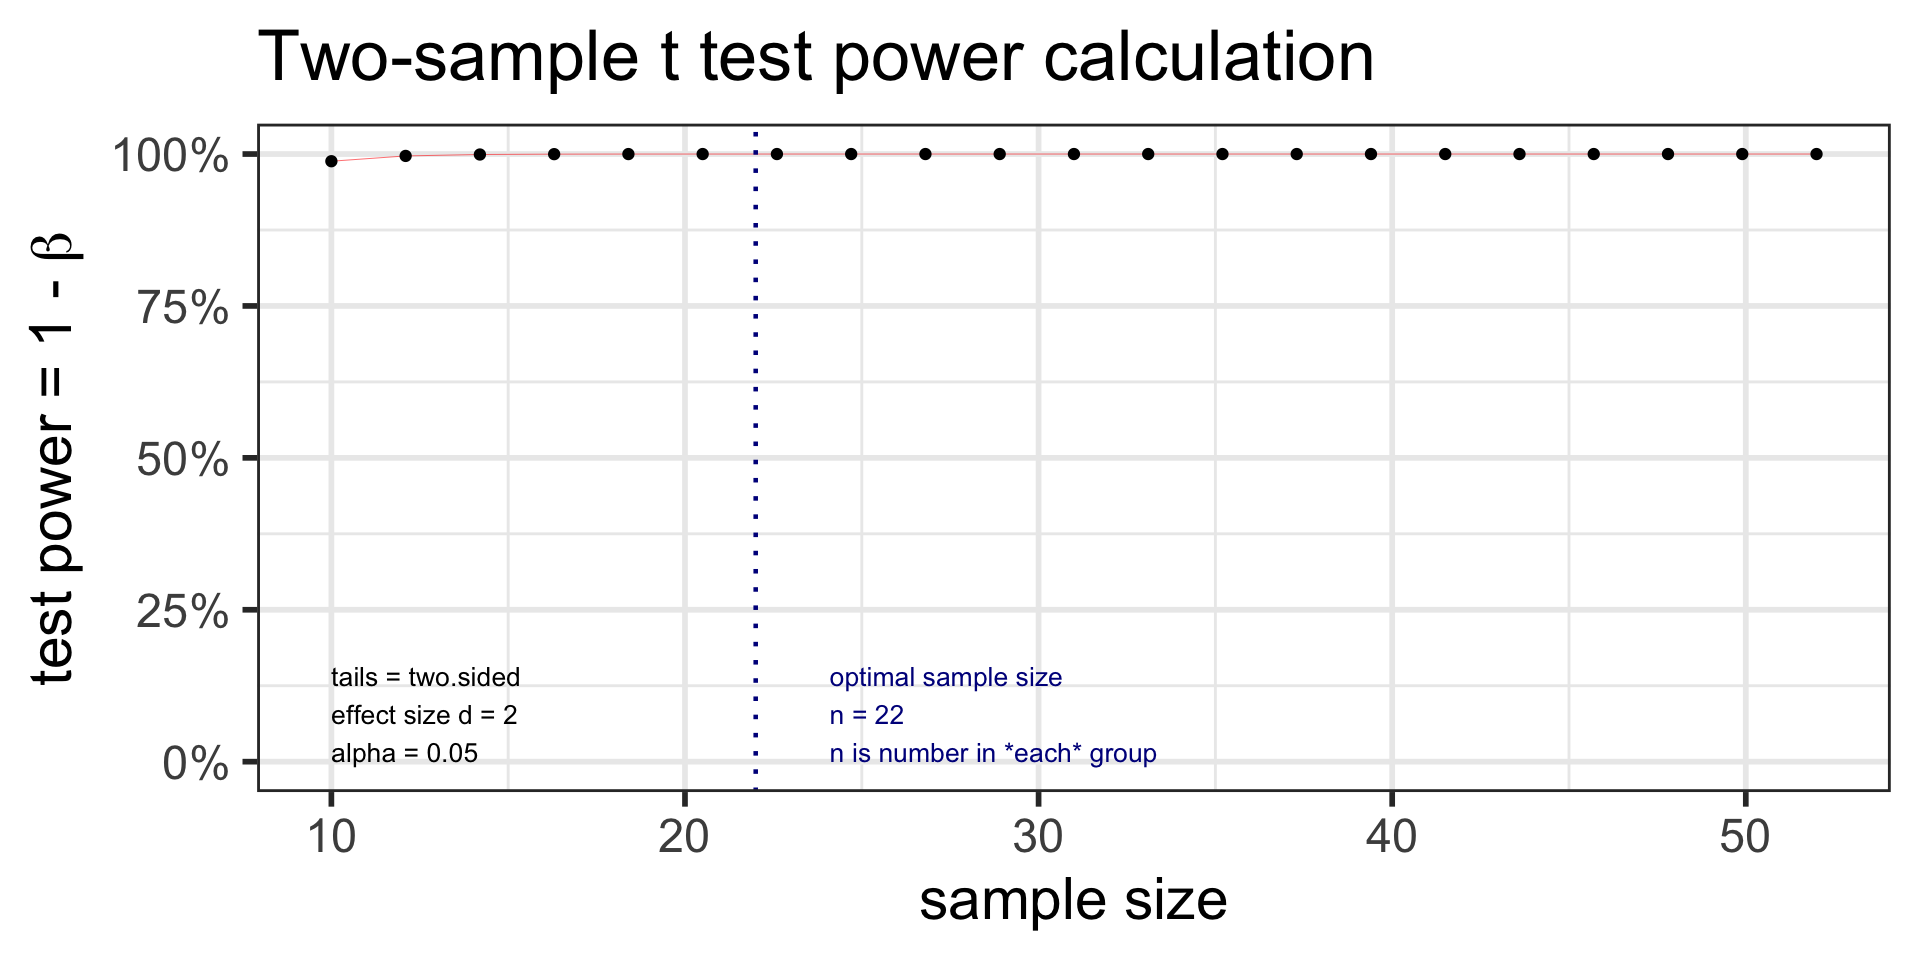 Two-sample t test power calculation
test power = 1 - β
100%
75%
50%
25%
0%
tails = two.sided
effect size d = 2
alpha = 0.05
optimal sample size
n = 22
n is number in *each* group
10 20 30 40 50
sample size